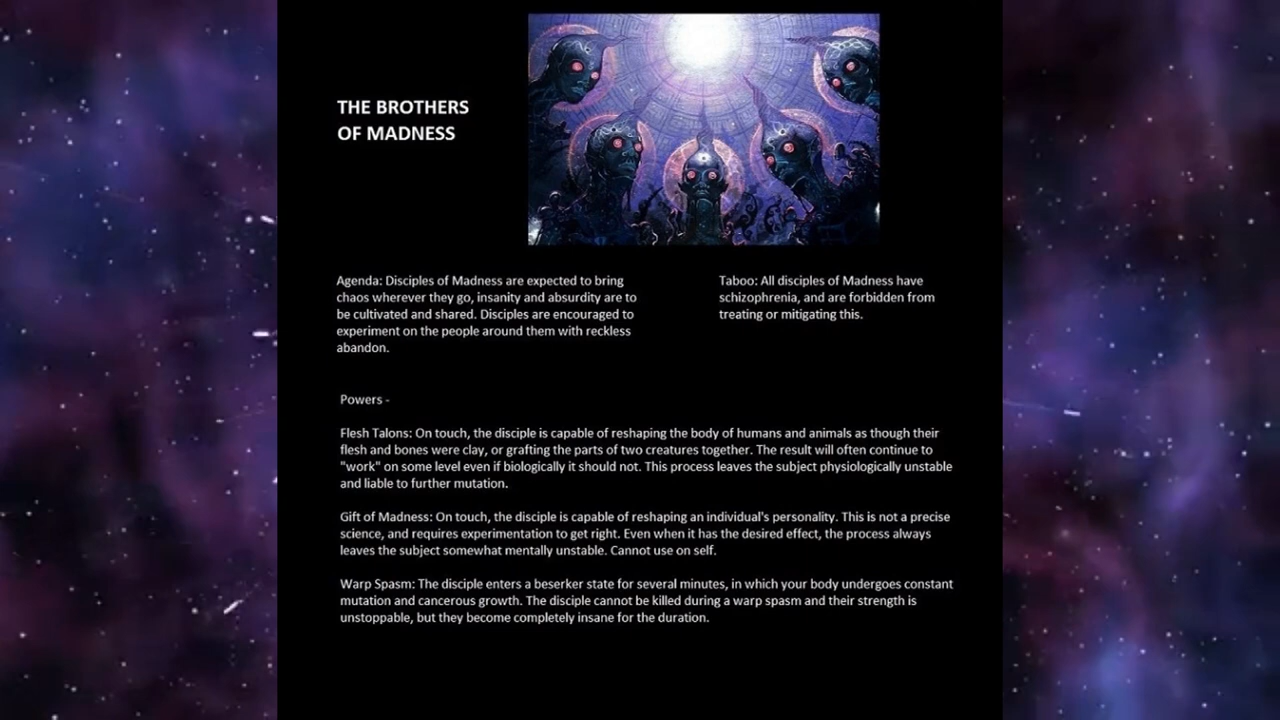 THE BROTHERS
OF MADNESS
Agenda: Disciples of Madness are expected to bring
chaos wherever they go, insanity and absurdity are to
be cultivated and shared. Disciples are encouraged to
experiment on the people around them with reckless
abandon.
Taboo: All disciples of Madness have
schizophrenia, and are forbidden from
treating or mitigating this.
Powers -
Flesh Talons: On touch, the disciple is capable of reshaping the body of humans and animals as though their
flesh and bones were clay, or grafting the parts of two creatures together. The result will often continue to
"work" on some level even if biologically it should not. This process leaves the subject physiologically unstable
and liable to further mutation.
Gift of Madness: On touch, the disciple is capable of reshaping an individual's personality. This is not a precise
science, and requires experimentation to get right. Even when it has the desired effect, the process always
leaves the subject somewhat mentally unstable. Cannot use on self.
Warp Spasm: The disciple enters a beserker state for several minutes, in which your body undergoes constant
mutation and cancerous growth. The disciple cannot be killed during a warp spasm and their strength is
unstoppable, but they become completely insane for the duration.